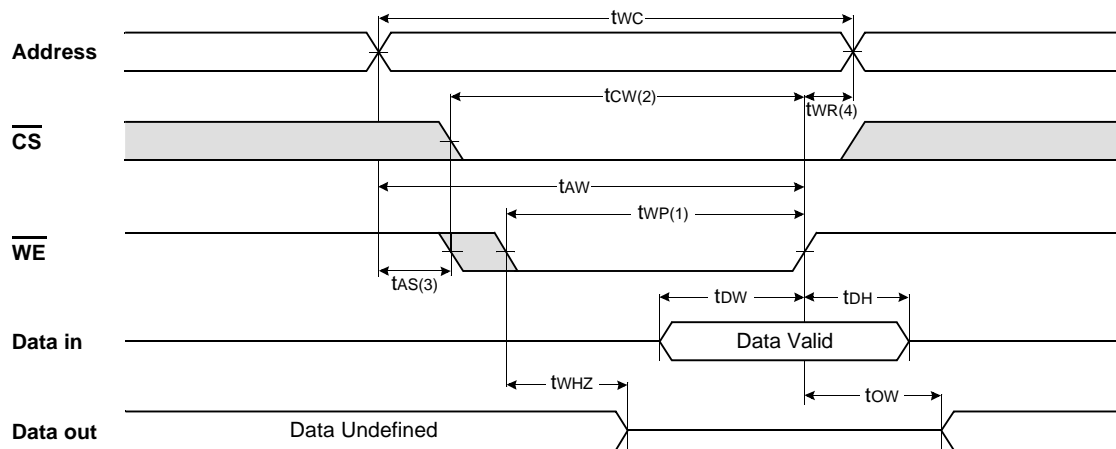 tWC
Address
tCW(2)
tWR(4)
CS
tAW
tWP(1)
WE
tAS(3)
tDW
tDH
Data in
Data Valid
tWHZ
tOW
Data out
Data Undefined